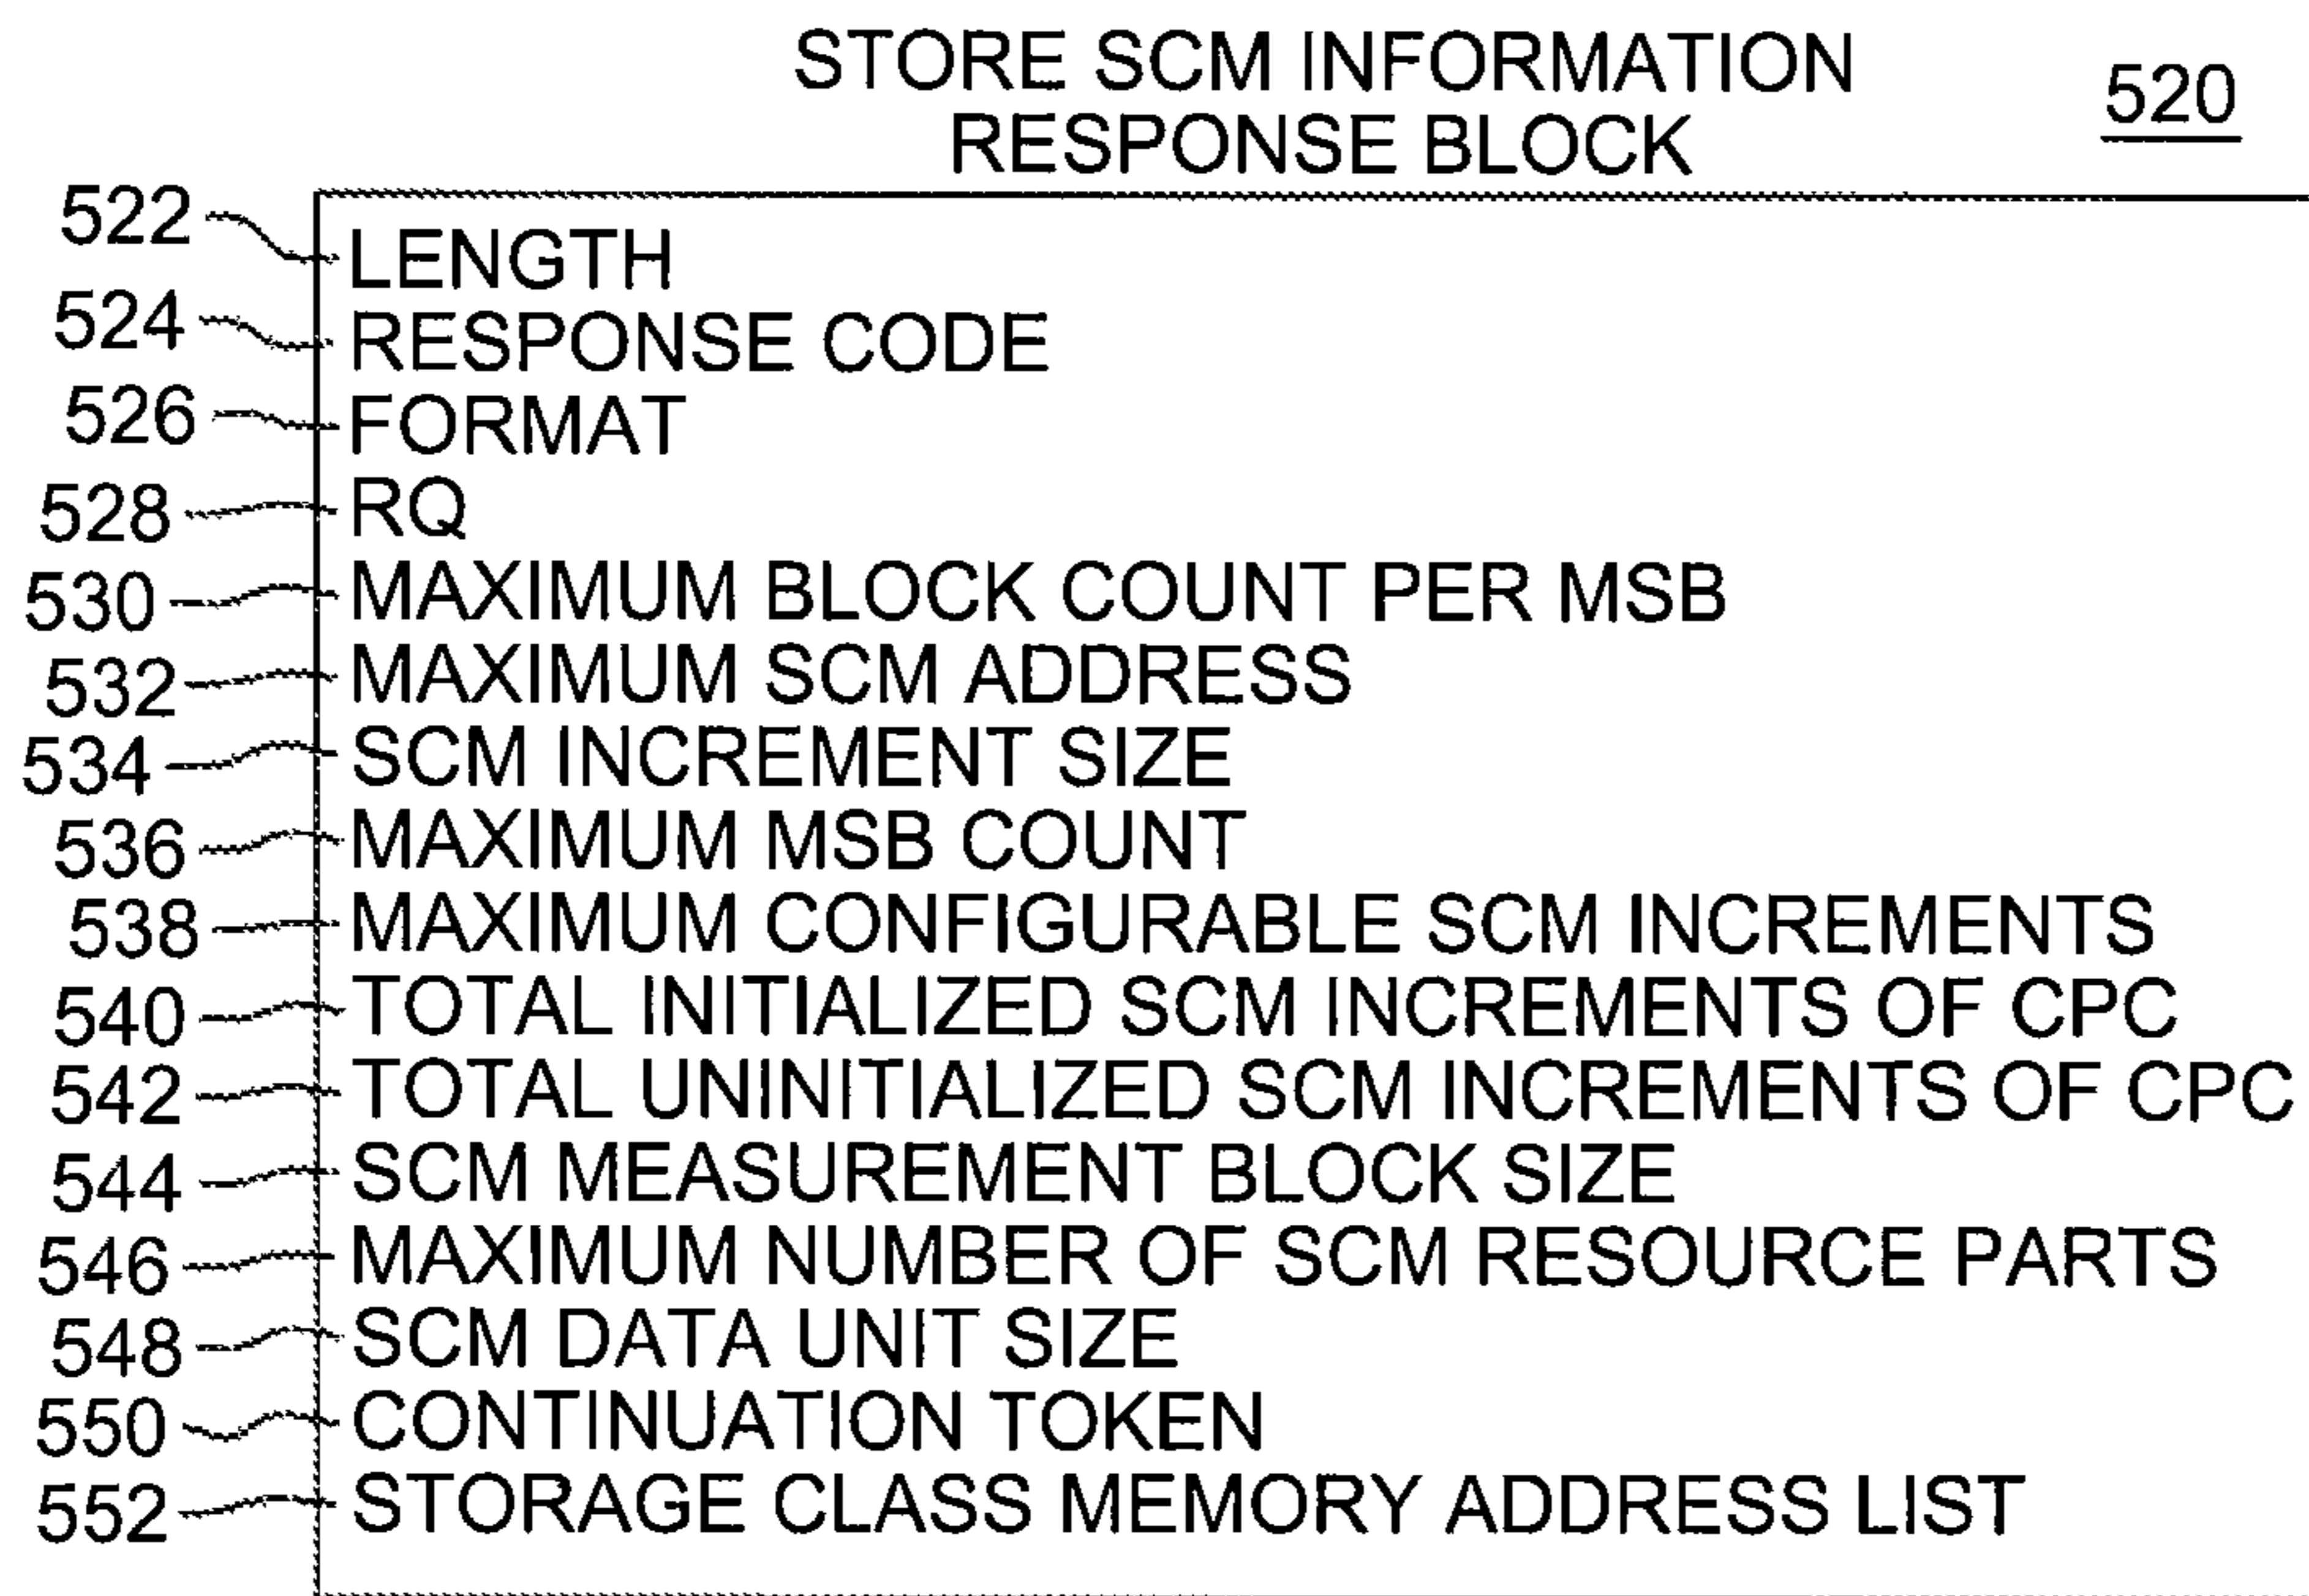 STORE SCM INFORMATION
RESPONSE BLOCK 520
522 LENGTH
524 RESPONSE CODE
526 FORMAT
528 RQ
530 MAXIMUM BLOCK COUNT PER MSB
532 MAXIMUM SCM ADDRESS
534 SCM INCREMENT SIZE
536 MAXIMUM MSB COUNT
538 MAXIMUM CONFIGURABLE SCM INCREMENTS
540 TOTAL INITIALIZED SCM INCREMENTS OF CPC
542 TOTAL UNINITIALIZED SCM INCREMENTS OF CPC
544 SCM MEASUREMENT BLOCK SIZE
546 MAXIMUM NUMBER OF SCM RESOURCE PARTS
548 SCM DATA UNIT SIZE
550 CONTINUATION TOKEN
552 STORAGE CLASS MEMORY ADDRESS LIST